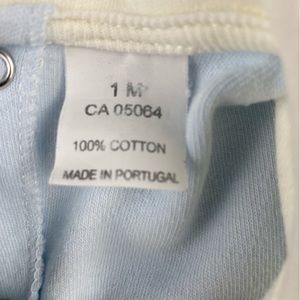 1 M
CA 05064
100% COTTON
MADE IN PORTUGAL